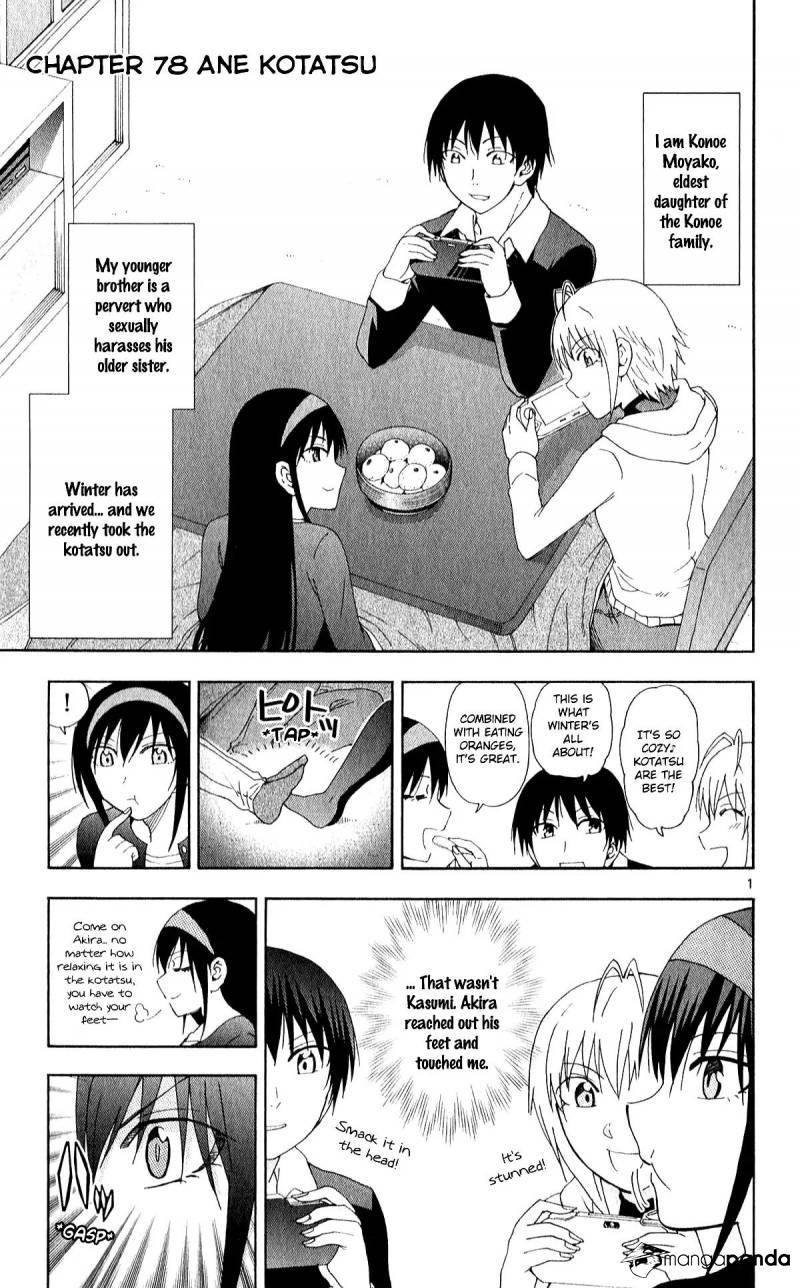 CHAPTER 78 ANE KOTATSU
I am Konoe
Moyako,
eldest
daughter of
the Konoe
family.
My younger
brother is a
pervert who
sexually
harasses his
older sister.
Winter has
arrived... and we
recently took the
kotatsu out.
IT'S SO
COZY♪
KOTATSU
ARE THE
BEST!
THIS IS
WHAT
WINTER'S
ALL
ABOUT!
COMBINED
WITH EATING
ORANGES,
IT'S GREAT.
ヒロトッ
*TAP*
!
1
... That wasn't
Kasumi. Akira
reached out his
feet and
touched me.
Smack it in
the head!
It's
stunned!
Come on
Akira.. no
matter how
relaxing it is in
the kotatsu,
you have to
watch your
feet—
*GASP*
mangapanda